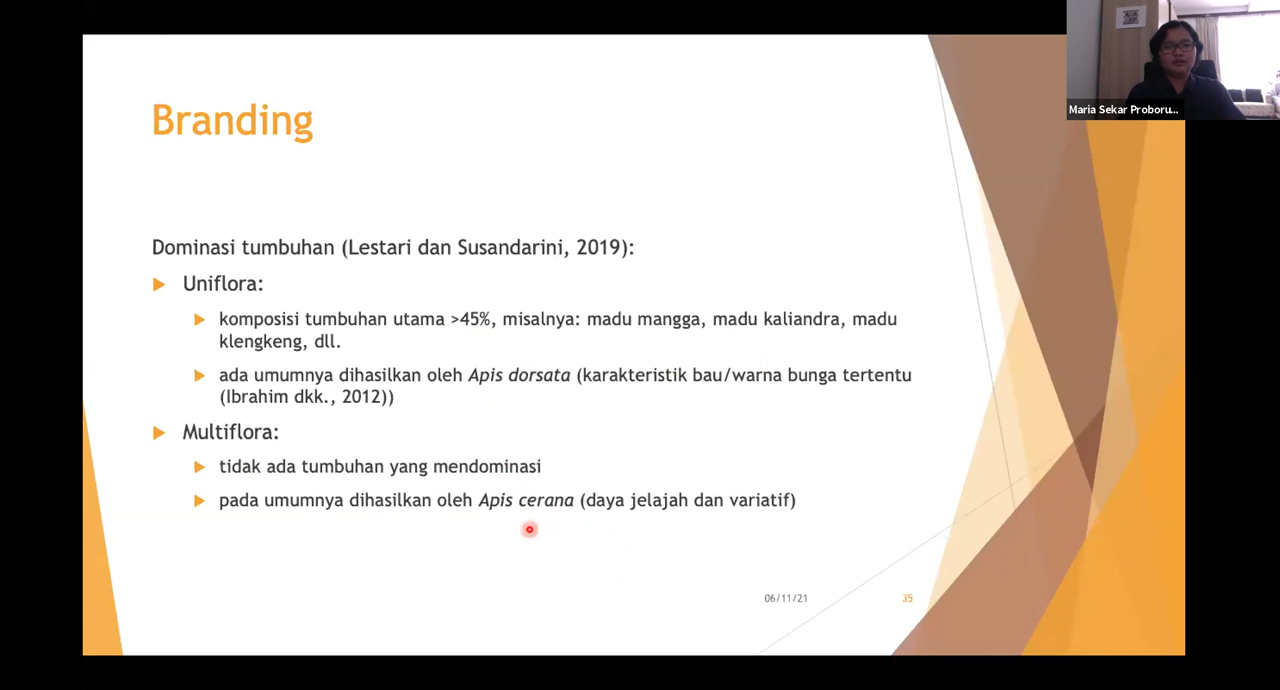 Maria Sekar Proboru...
Branding
Dominasi tumbuhan (Lestari dan Susandarini, 2019):
Uniflora:
komposisi tumbuhan utama >45%, misalnya: madu mangga, madu kaliandra, madu
klengkeng, dll.
ada umumnya dihasilkan oleh Apis dorsata (karakteristik bau/warna bunga tertentu
(Ibrahim dkk., 2012))
Multiflora:
tidak ada tumbuhan yang mendominasi
pada umumnya dihasilkan oleh Apis cerana (daya jelajah dan variatif)
06/11/21
35